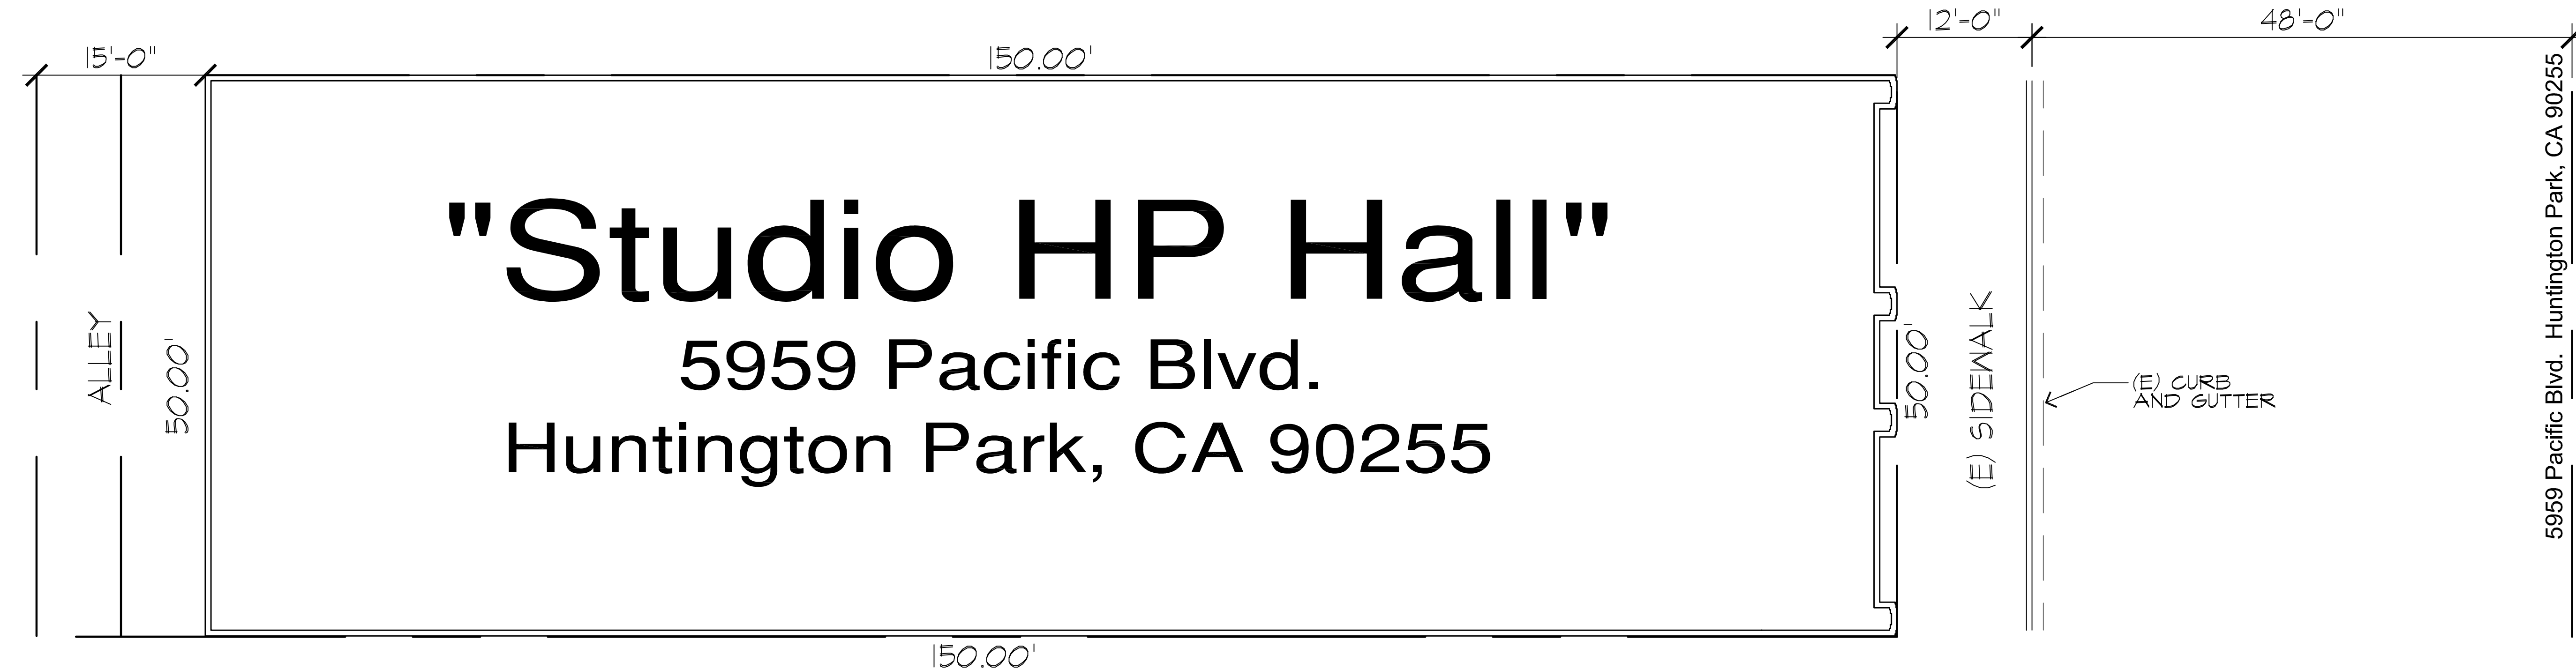 12'-0"
48'-0"
15'-0"
150.00'
"Studio HP Hall"
5959 Pacific Blvd.
Huntington Park, CA 90255
ALLEY
50.00'
50.00'
(E) SIDEWALK
(E) CURB
AND GUTTER
5959 Pacific Blvd. Huntington Park, CA 90255
150.00'